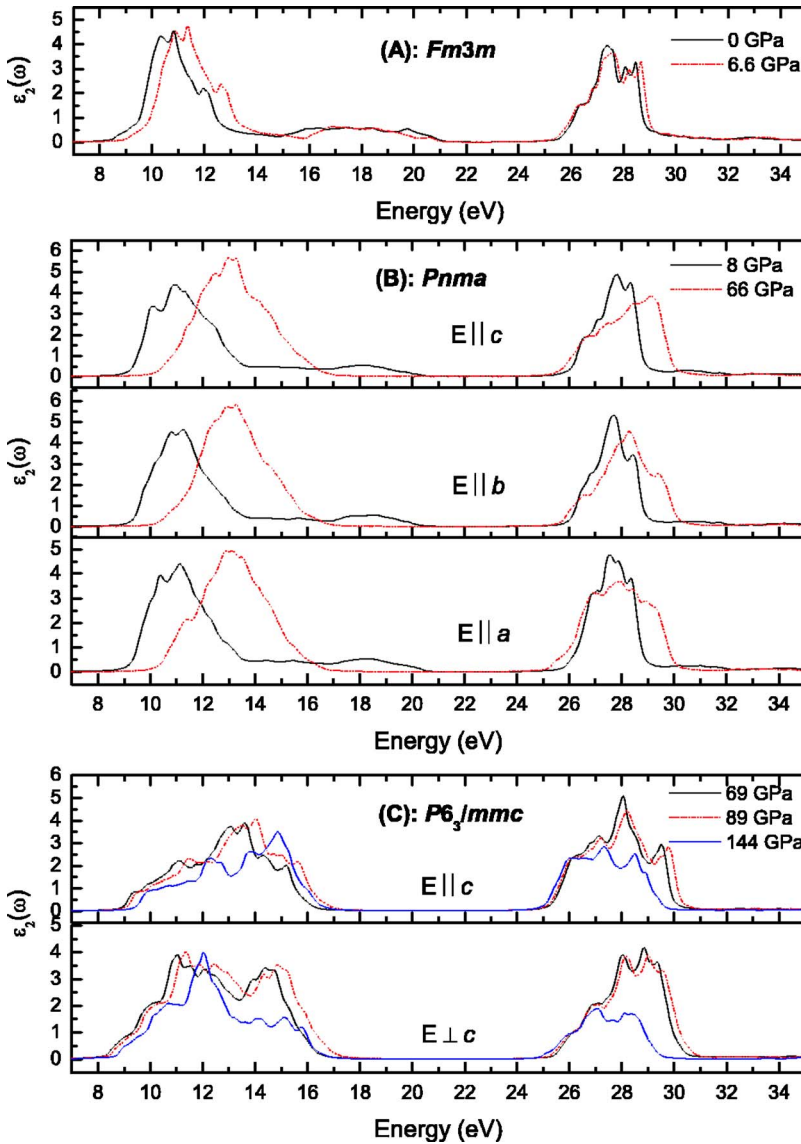 (A): Fm3m
0 GPa
6.6 GPa
ε₂(ω)
5
4
3
2
1
0
8 10 12 14 16 18 20 22 24 26 28 30 32 34
Energy (eV)
(B): Pnma
8 GPa
66 GPa
E||c
6
5
4
3
2
1
0
E||b
ε₂(ω)
6
5
4
3
2
1
0
E||a
5
4
3
2
1
0
8 10 12 14 16 18 20 22 24 26 28 30 32 34
Energy (eV)
(C): P6₃/mmc
69 GPa
89 GPa
144 GPa
E||c
6
5
4
3
2
1
0
ε₂(ω)
E⊥c
5
4
3
2
1
0
8 10 12 14 16 18 20 22 24 26 28 30 32 34
Energy (eV)